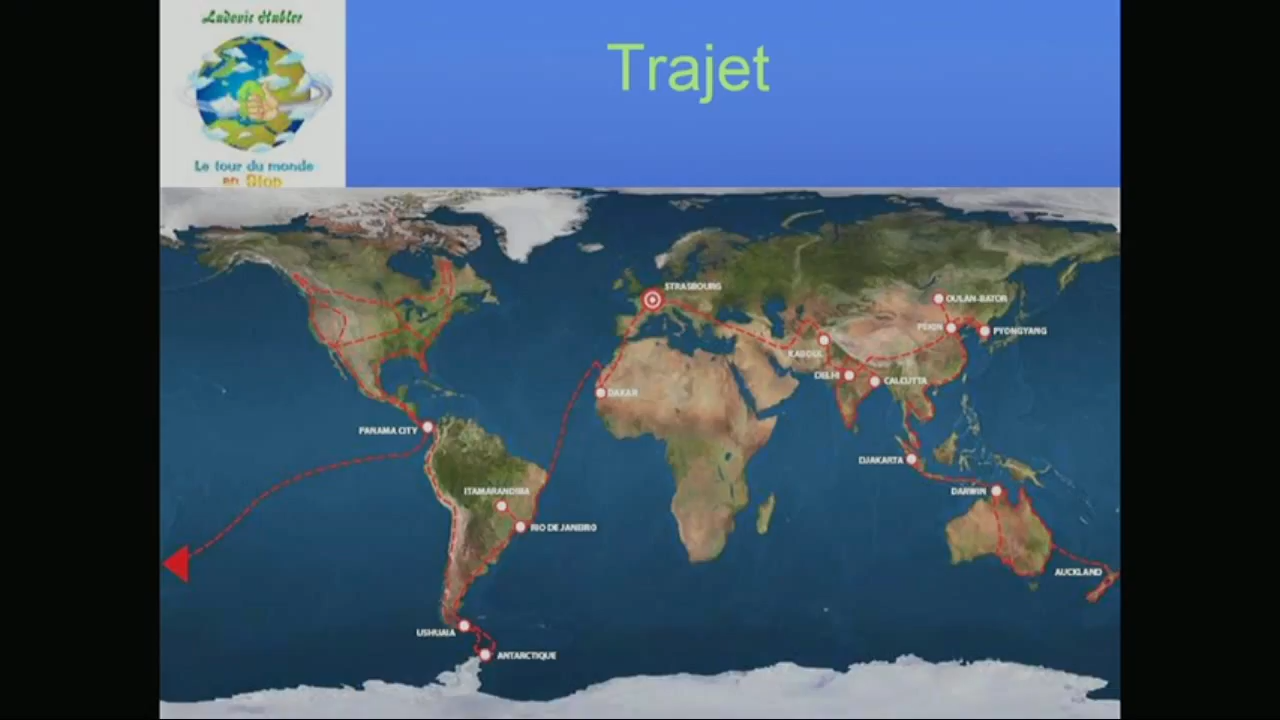 Ludovic Hubler
Trajet
Le tour du monde
en Stop
STRASBOURG
OULAN-BATOR
PEKIN
PYONGYANG
KABOUL
DELHI
CALCUTTA
DAKAR
PANAMA CITY
DJAKARTA
ITAMARANDIBA
DARWIN
RIO DE JANEIRO
AUCKLAND
USHUAIA
ANTARCTIQUE